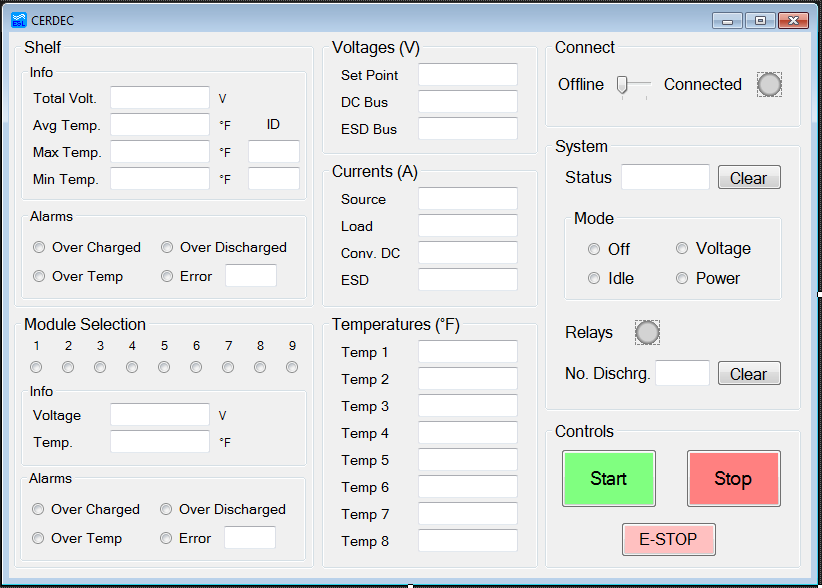 CERDEC
Shelf
Info
Total Volt. V
Avg Temp. °F ID
Max Temp. °F
Min Temp. °F
Alarms
Over Charged Over Discharged
Over Temp Error
Module Selection
1 2 3 4 5 6 7 8 9
Info
Voltage V
Temp. °F
Alarms
Over Charged Over Discharged
Over Temp Error
Voltages (V)
Set Point
DC Bus
ESD Bus
Currents (A)
Source
Load
Conv. DC
ESD
Temperatures (°F)
Temp 1
Temp 2
Temp 3
Temp 4
Temp 5
Temp 6
Temp 7
Temp 8
Connect
Offline Connected
System
Status Clear
Mode
Off Voltage
Idle Power
Relays
No. Dischrg. Clear
Controls
Start Stop
E-STOP